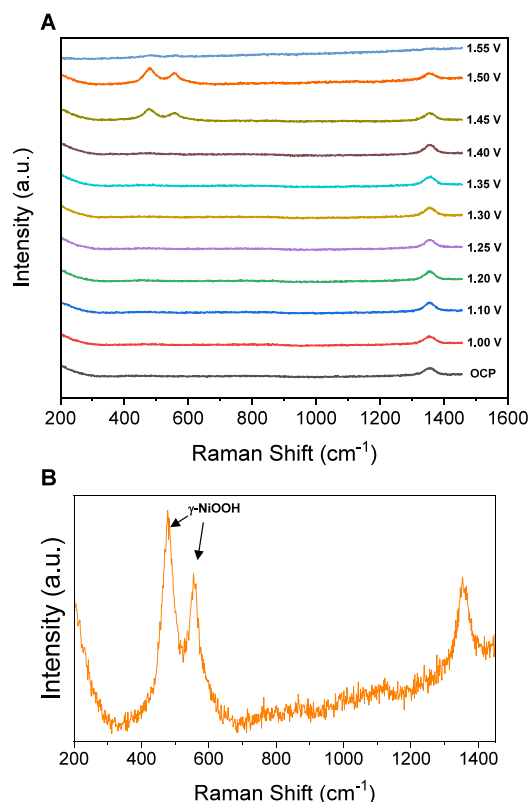 A
1.55 V
1.50 V
1.45 V
1.40 V
1.35 V
1.30 V
1.25 V
1.20 V
1.10 V
1.00 V
OCP
Intensity (a.u.)
200 400 600 800 1000 1200 1400 1600
Raman Shift (cm⁻¹)
B
γ-NiOOH
Intensity (a.u.)
200 400 600 800 1000 1200 1400
Raman Shift (cm⁻¹)